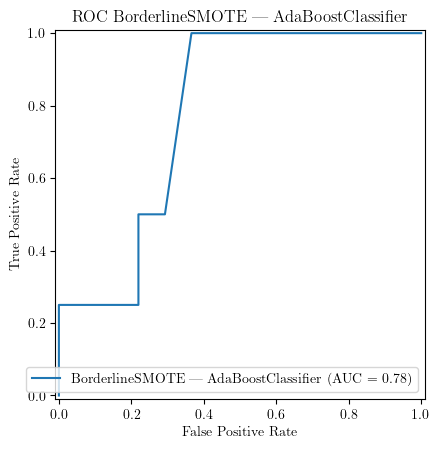 ROC BorderlineSMOTE — AdaBoostClassifier
True Positive Rate
1.0
0.8
0.6
0.4
0.2
0.0
BorderlineSMOTE — AdaBoostClassifier (AUC = 0.78)
0.0 0.2 0.4 0.6 0.8 1.0
False Positive Rate